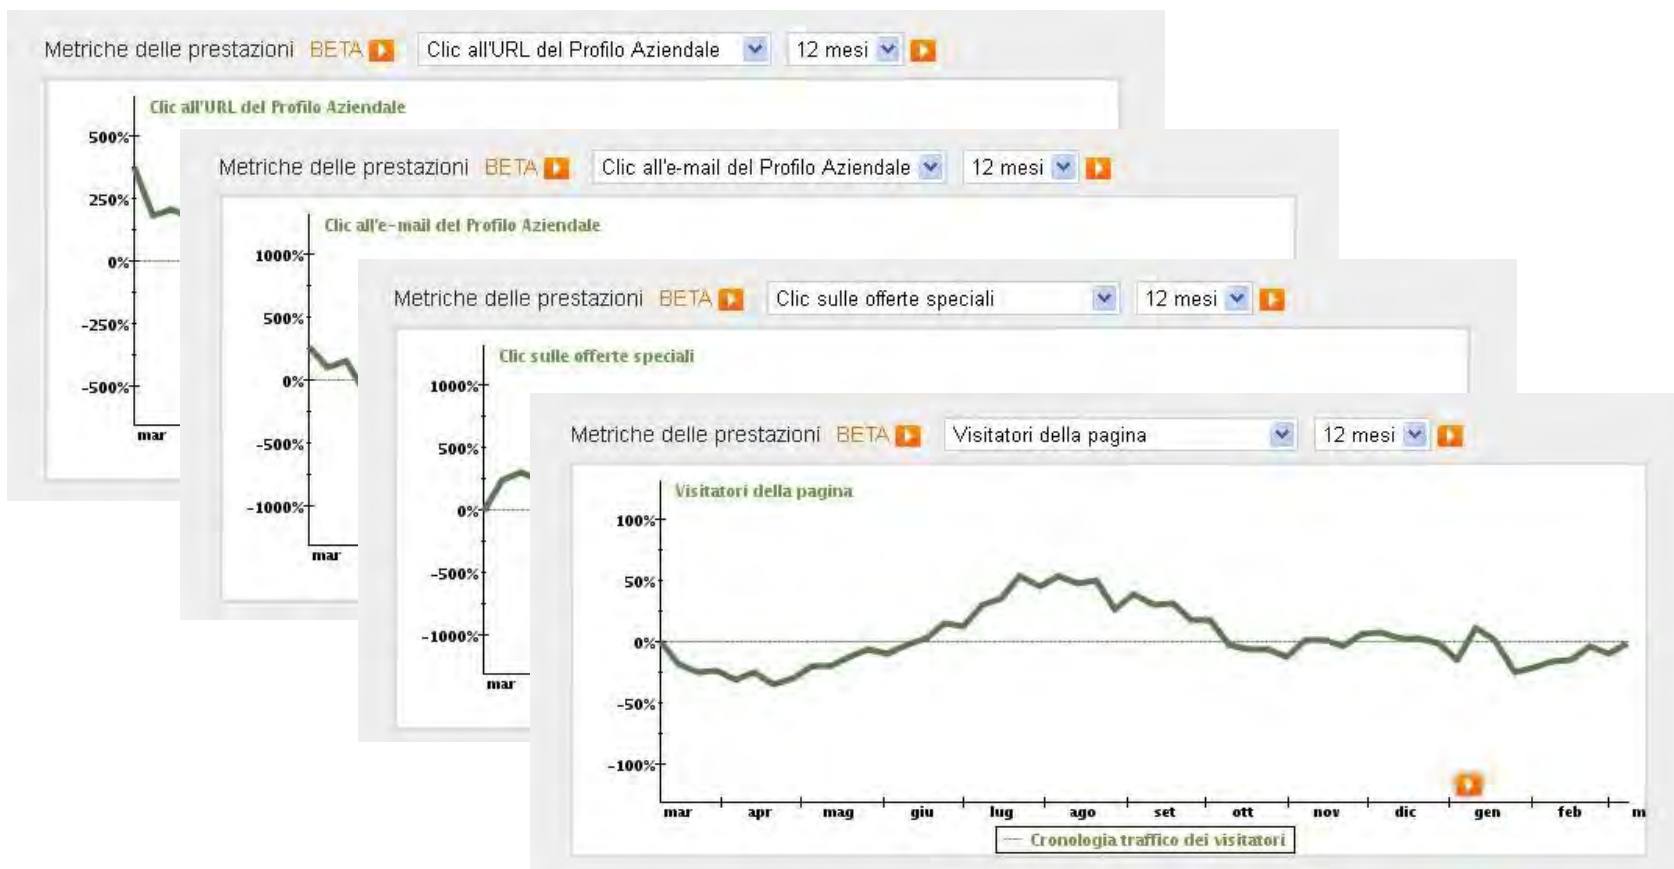 Metriche delle prestazioni BETA Clic all'URL del Profilo Aziendale 12 mesi
Clic all'URL del Profilo Aziendale
500%
250%
0%
-250%
-500%
mar
Metriche delle prestazioni BETA Clic all'e-mail del Profilo Aziendale 12 mesi
Clic all'e-mail del Profilo Aziendale
1000%
500%
0%
-500%
-1000%
mar
Metriche delle prestazioni BETA Clic sulle offerte speciali 12 mesi
Clic sulle offerte speciali
1000%
500%
0%
-500%
-1000%
mar
Metriche delle prestazioni BETA Visitatori della pagina 12 mesi
Visitatori della pagina
100%
50%
0%
-50%
-100%
mar apr mag giu lug ago set ott nov dic gen feb m
Cronologia traffico dei visitatori